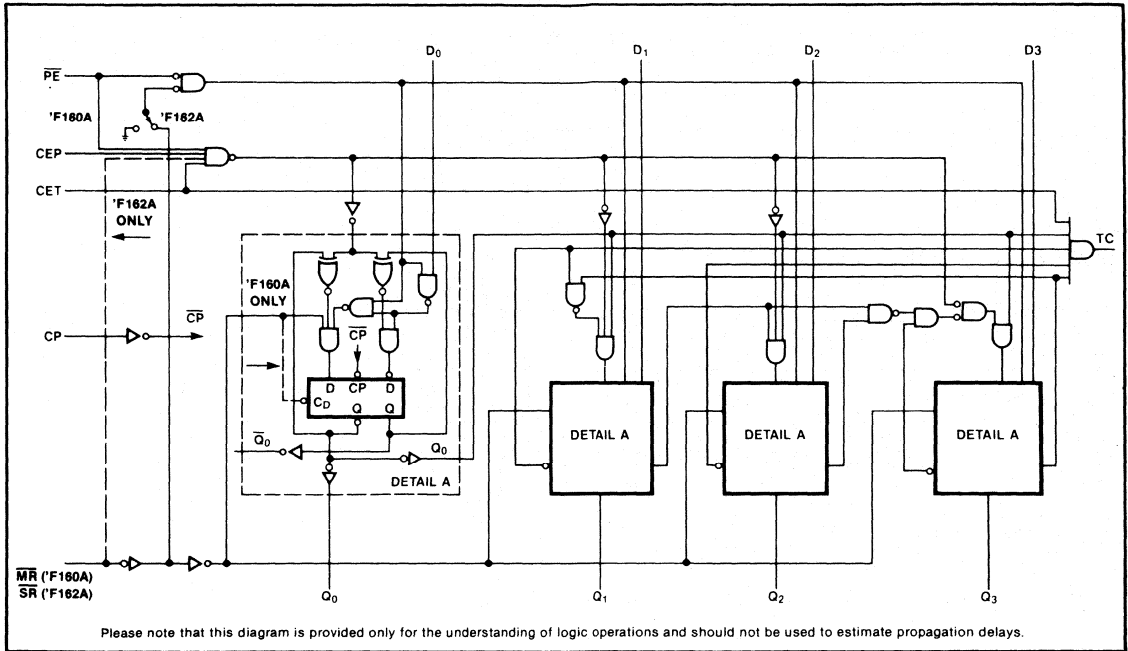 D0 D1 D2 D3
PE
'F160A 'F162A
CEP
CET
'F162A
ONLY
TC
'F160A
ONLY
CP CP
CP
D CP D
CD Q Q
Q0 Q0
DETAIL A
DETAIL A DETAIL A DETAIL A
MR ('F160A)
SR ('F162A)
Q0 Q1 Q2 Q3
Please note that this diagram is provided only for the understanding of logic operations and should not be used to estimate propagation delays.